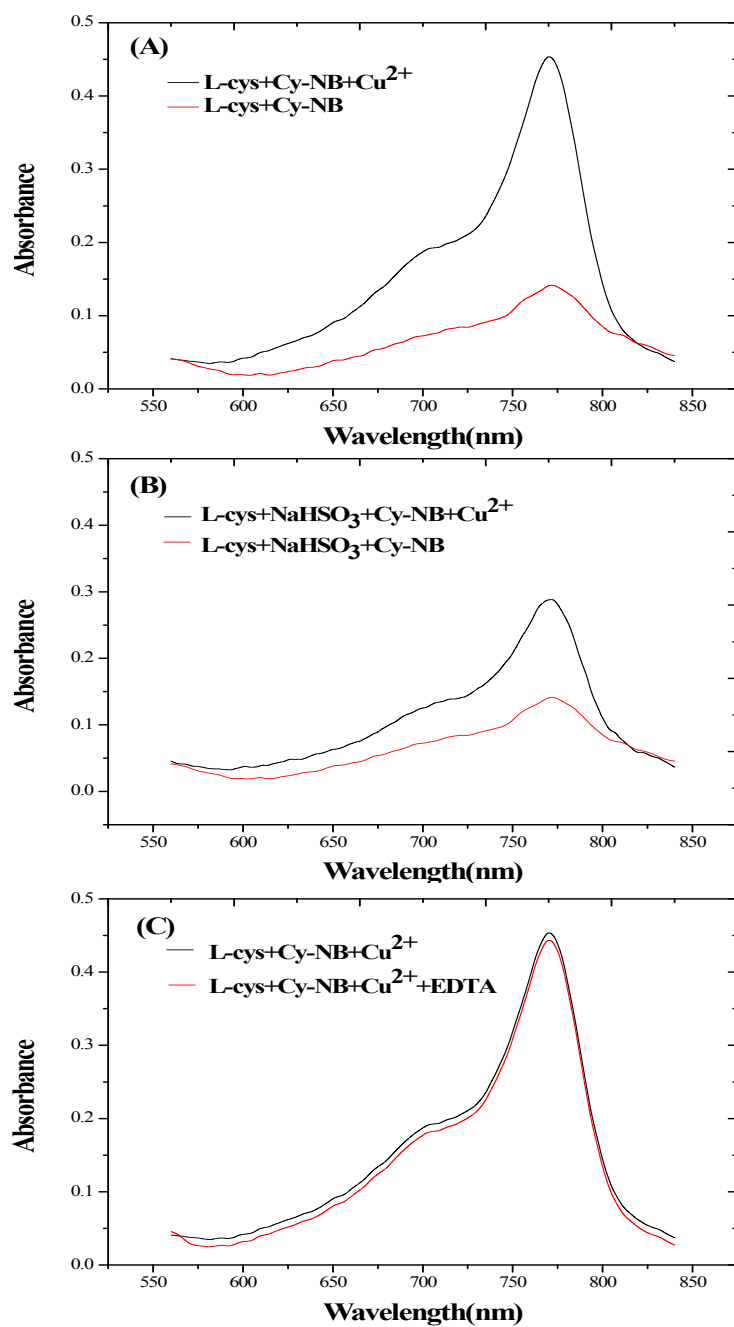 (A)
L-cys+Cy-NB+Cu2+
L-cys+Cy-NB
0.5
0.4
0.3
0.2
0.1
0.0
Absorbance
550 600 650 700 750 800 850
Wavelength(nm)
(B)
L-cys+NaHSO3+Cy-NB+Cu2+
L-cys+NaHSO3+Cy-NB
0.5
0.4
0.3
0.2
0.1
0.0
Absorbance
550 600 650 700 750 800 850
Wavelength(nm)
(C)
L-cys+Cy-NB+Cu2+
L-cys+Cy-NB+Cu2++EDTA
0.5
0.4
0.3
0.2
0.1
0.0
Absorbance
550 600 650 700 750 800 850
Wavelength(nm)